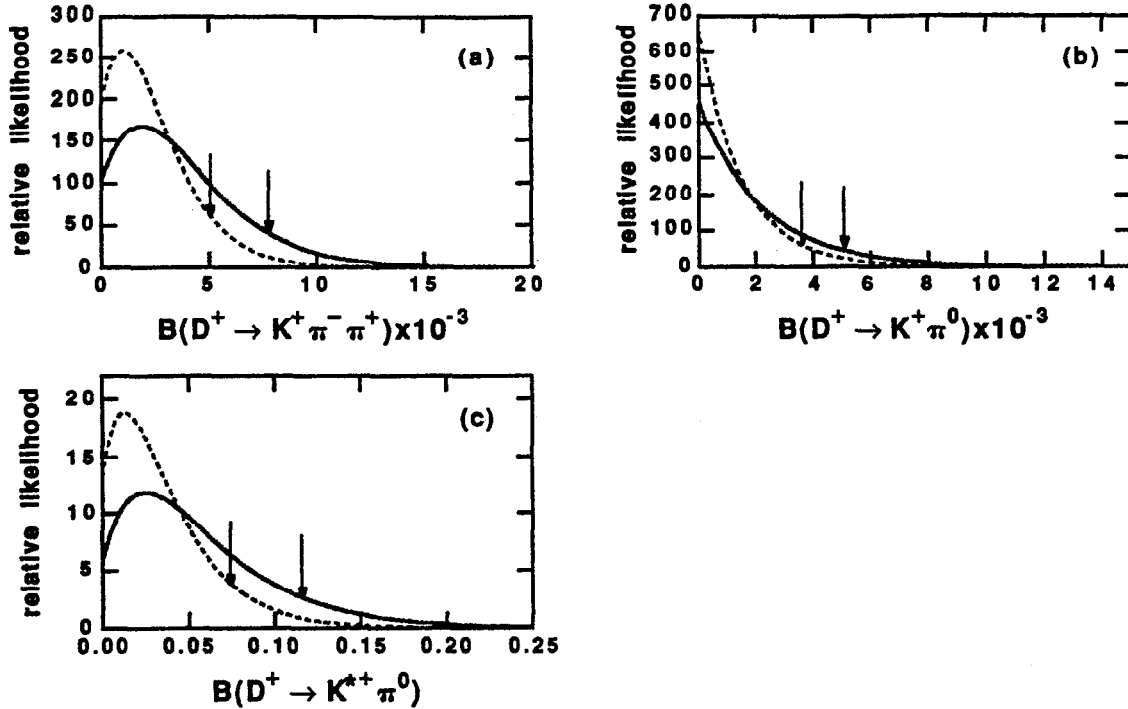 relative likelihood
300
250
200
150
100
50
0
(a)
0 5 10 15 20
B(D⁺ → K⁺ π⁻ π⁺)x10⁻³
relative likelihood
700
600
500
400
300
200
100
0
(b)
0 2 4 6 8 10 12 14
B(D⁺ → K⁺ π⁰)x10⁻³
relative likelihood
20
15
10
5
0
(c)
0.00 0.05 0.10 0.15 0.20 0.25
B(D⁺ → K*⁺ π⁰)